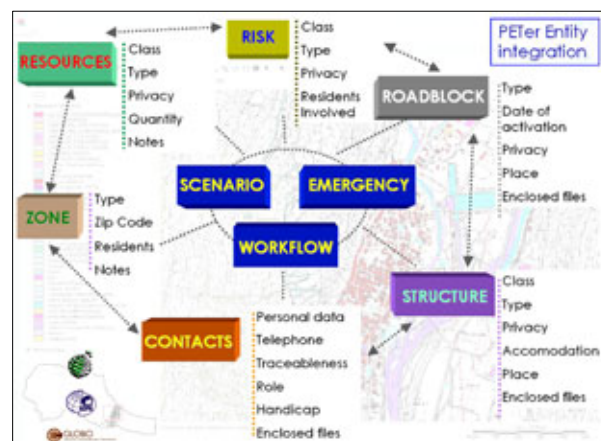 PETer Entity
integration
RISK
Class
Type
Privacy
Residents
Involved
RESOURCES
Class
Type
Privacy
Quantity
Notes
ROADBLOCK
Type
Date of
activation
Privacy
Place
Enclosed files
SCENARIO
EMERGENCY
WORKFLOW
ZONE
Type
Zip Code
Residents
Notes
STRUCTURE
Class
Type
Privacy
Accomodation
Place
Enclosed files
CONTACTS
Personal data
Telephone
Traceableness
Role
Handicap
Enclosed files
GLOBO